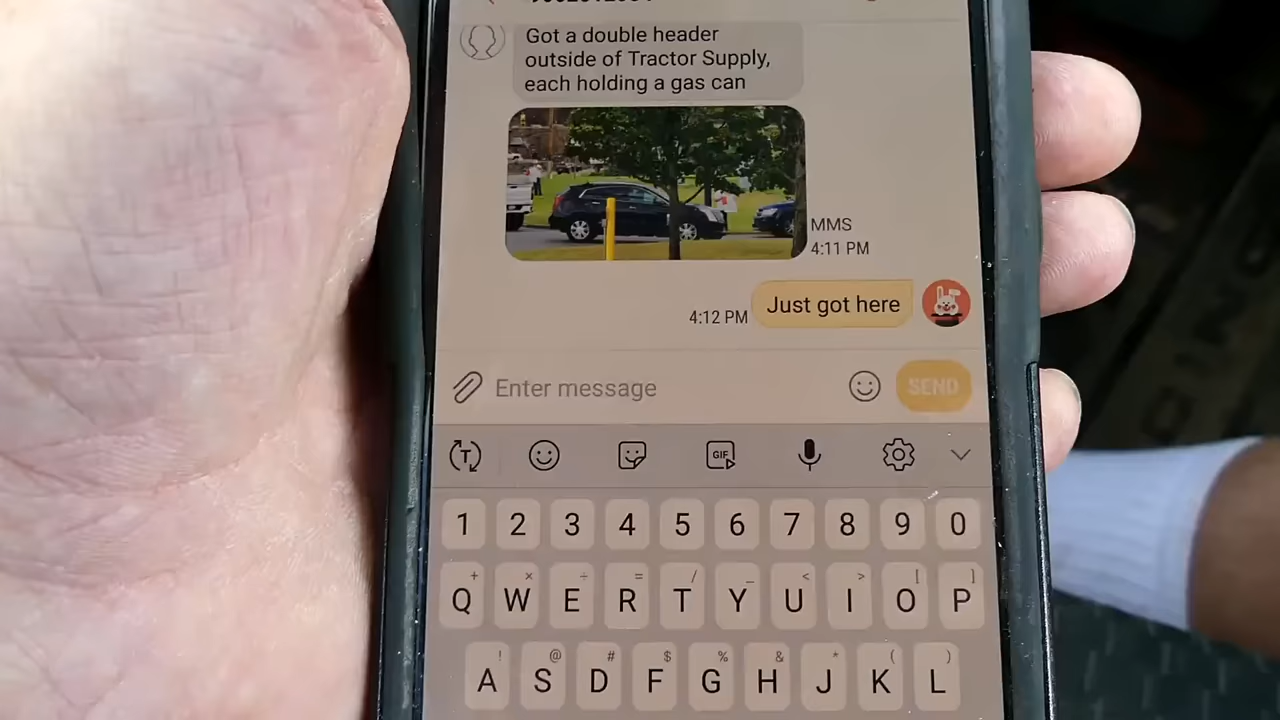 Got a double header
outside of Tractor Supply,
each holding a gas can
MMS
4:11 PM
4:12 PM Just got here
Enter message
SEND
T
GIF
1 2 3 4 5 6 7 8 9 0
+ × ÷ = / _ < > [ ]
Q W E R T Y U I O P
! @ # $ % & * ( )
A S D F G H J K L